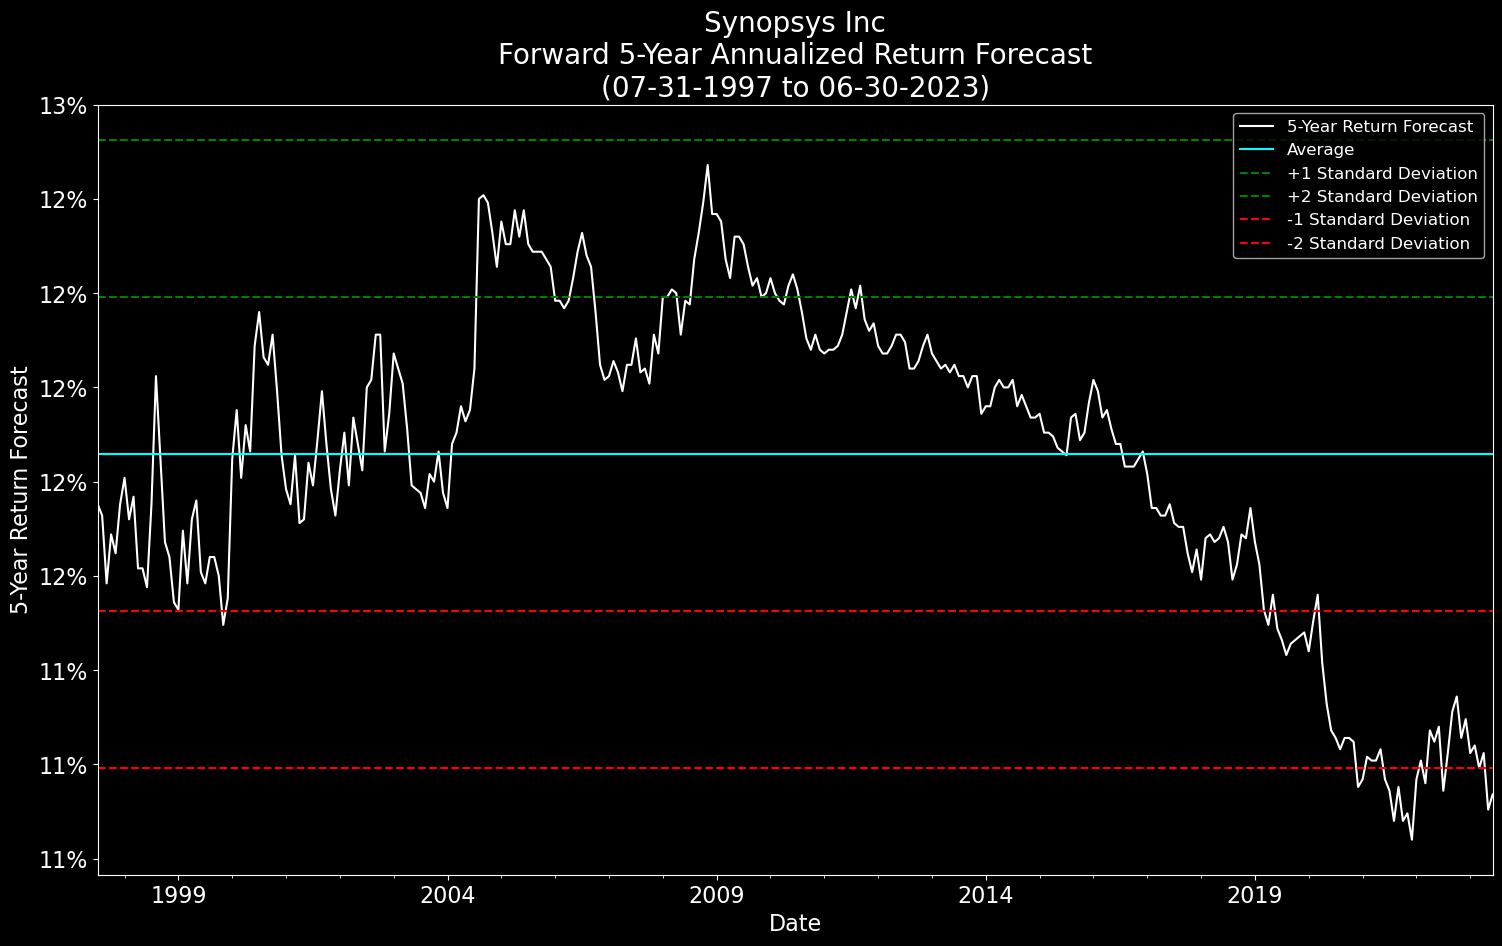 Synopsys Inc
Forward 5-Year Annualized Return Forecast
(07-31-1997 to 06-30-2023)
13%
12%
12%
12%
12%
12%
11%
11%
11%
5-Year Return Forecast
5-Year Return Forecast
Average
+1 Standard Deviation
+2 Standard Deviation
-1 Standard Deviation
-2 Standard Deviation
1999
2004
2009
2014
2019
Date